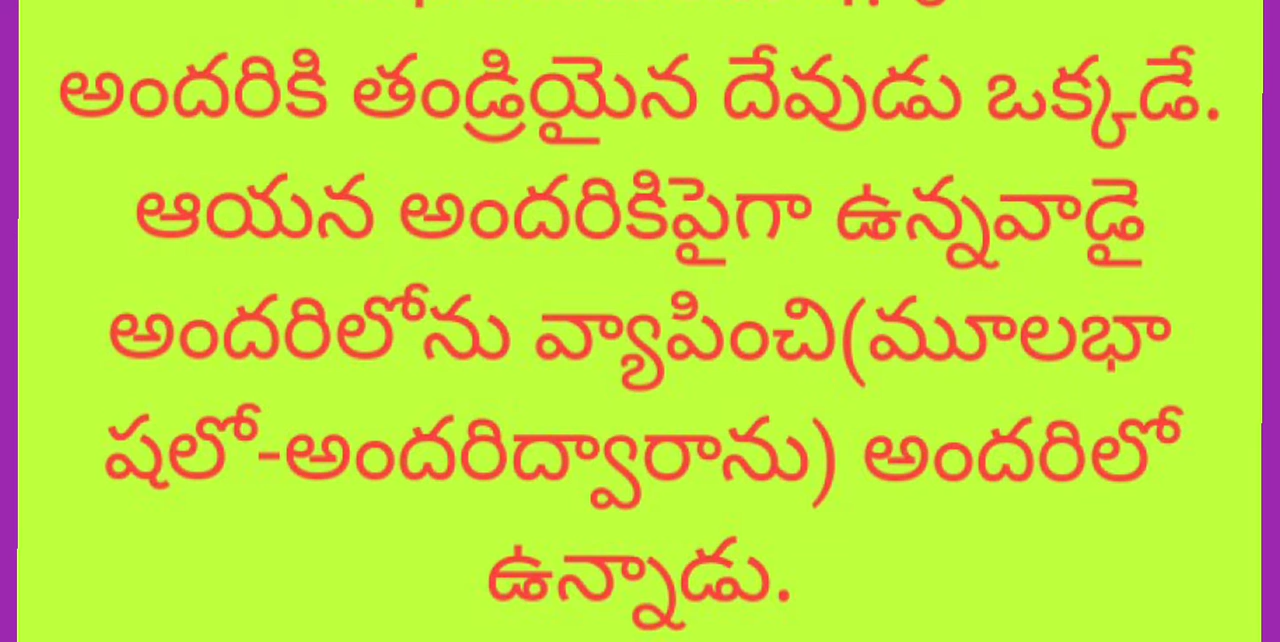 అందరికి తండ్రియైన దేవుడు ఒక్కడే.
ఆయన అందరికిపైగా ఉన్నవాడై
అందరిలోను వ్యాపించి(మూలభా
షలో-అందరిద్వారాను) అందరిలో
ఉన్నాడు.